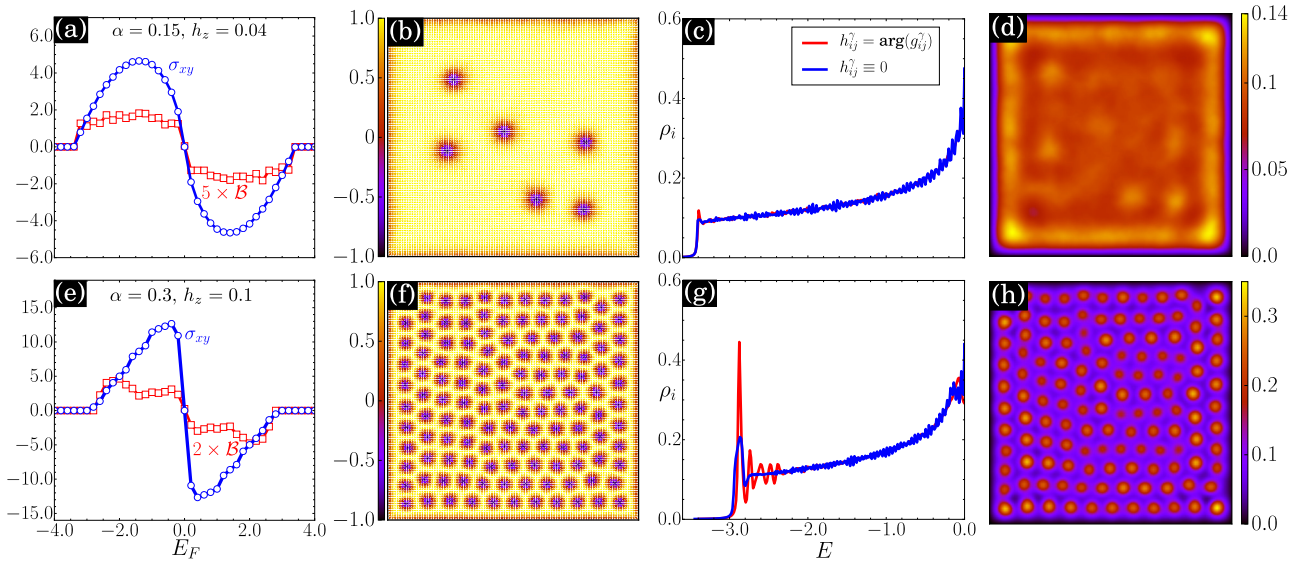 (a) α = 0.15, h_z = 0.04
6.0
4.0
2.0
0.0
−2.0
−4.0
−6.0
σ_xy
5 × 𝓑
(b)
1.0
0.5
0
−0.5
−1.0
(c)
h^γ_ij = arg(g^γ_ij)
h^γ_ij ≡ 0
0.6
0.4
ρ_i
0.2
0.0
(d)
0.14
0.1
0.05
0.0
(e) α = 0.3, h_z = 0.1
15.0
10.0
5.0
0.0
−5.0
−10.0
−15.0
σ_xy
2 × 𝓑
−4.0 −2.0 0.0 2.0 4.0
E_F
(f)
1.0
0.5
0
−0.5
−1.0
(g)
0.6
0.4
ρ_i
0.2
0.0
−3.0 −2.0 −1.0 0.0
E
(h)
0.3
0.2
0.1
0.0